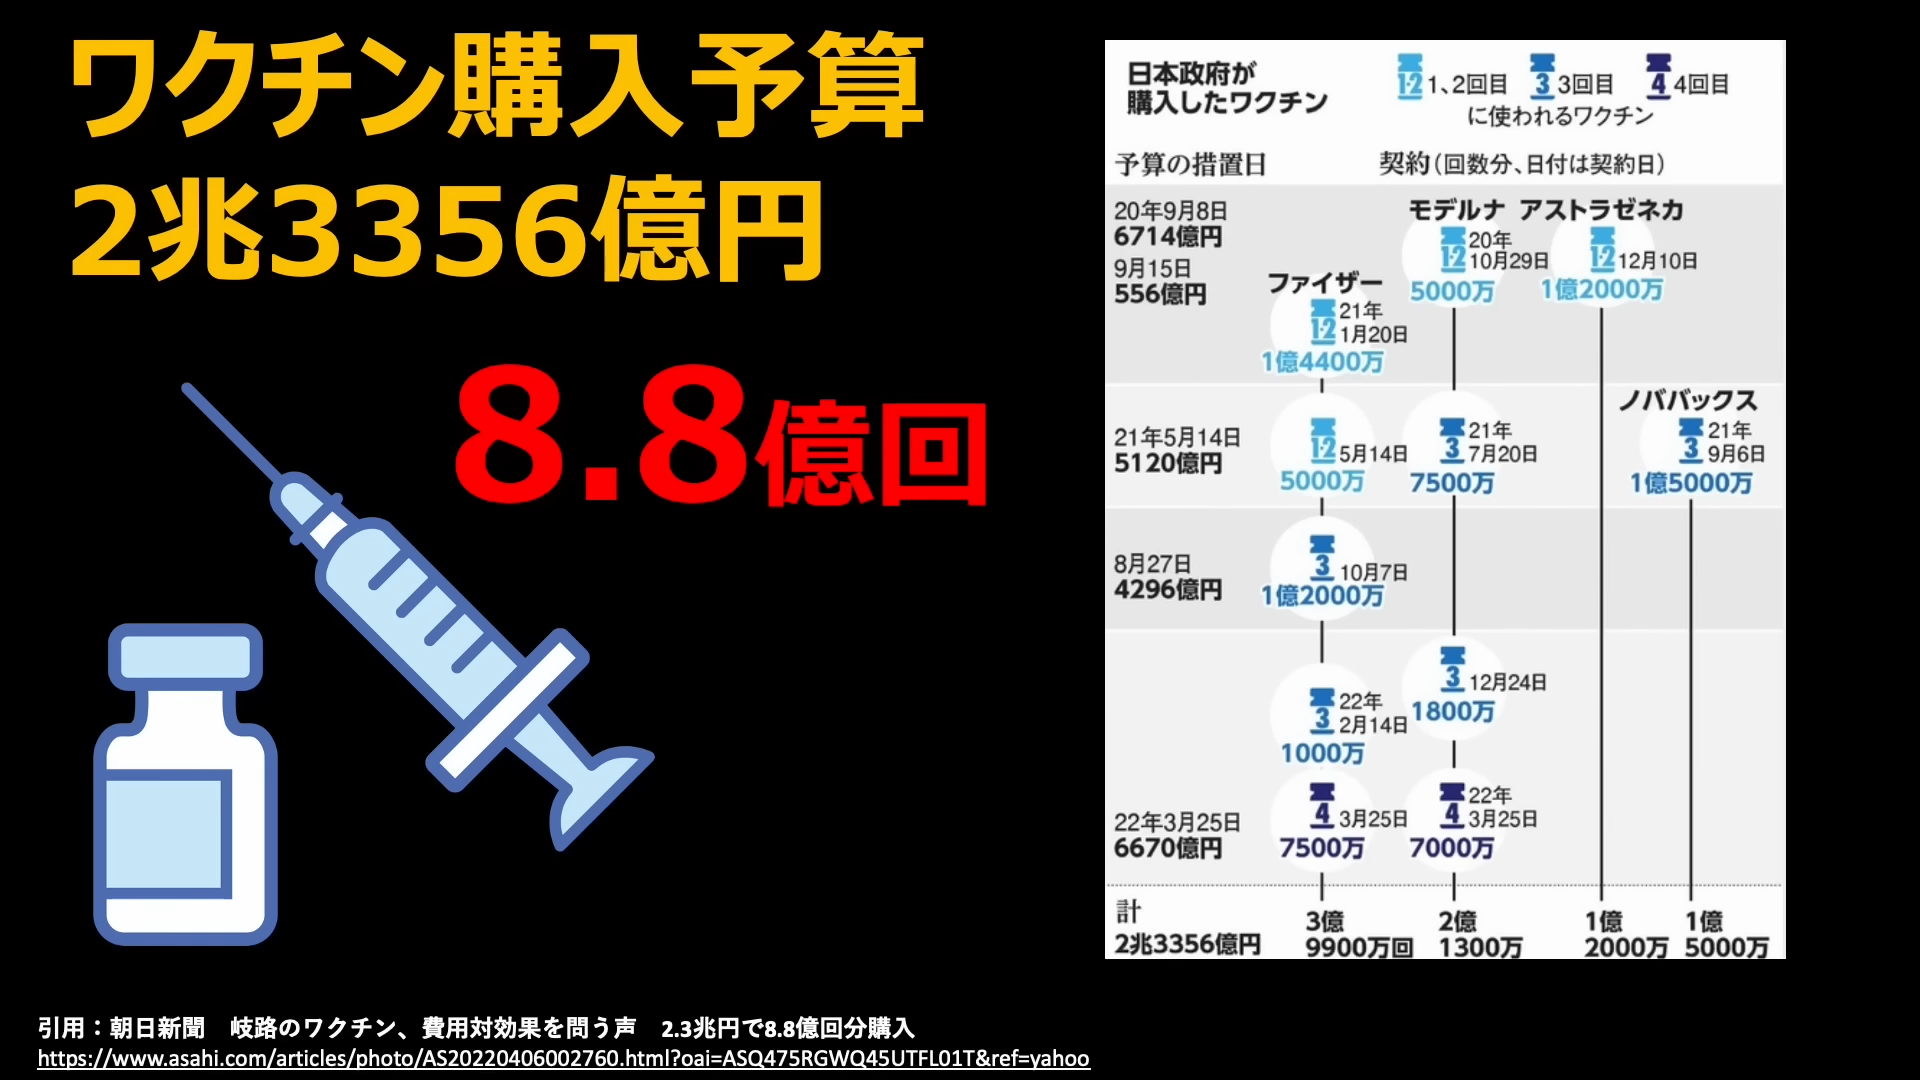 ワクチン購入予算
2兆3356億円
8.8億回
日本政府が
購入したワクチン
1·2 1、2回目 3 3回目 4 4回目
に使われるワクチン
予算の措置日 契約(回数分、日付は契約日)
20年9月8日
6714億円
9月15日
556億円
モデルナ アストラゼネカ
1·2 20年
10月29日
5000万
1·2 12月10日
1億2000万
ファイザー
1·2 21年
1月20日
1億4400万
21年5月14日
5120億円
1·2 5月14日
5000万
3 21年
7月20日
7500万
ノババックス
3 21年
9月6日
1億5000万
8月27日
4296億円
3 10月7日
1億2000万
3 12月24日
1800万
3 22年
2月14日
1000万
22年3月25日
6670億円
4 3月25日
7500万
4 22年
3月25日
7000万
計
2兆3356億円
3億
9900万回
2億
1300万
1億
2000万
1億
5000万
引用：朝日新聞　岐路のワクチン、費用対効果を問う声　2.3兆円で8.8億回分購入
https://www.asahi.com/articles/photo/AS20220406002760.html?oai=ASQ475RGWQ45UTFL01T&ref=yahoo